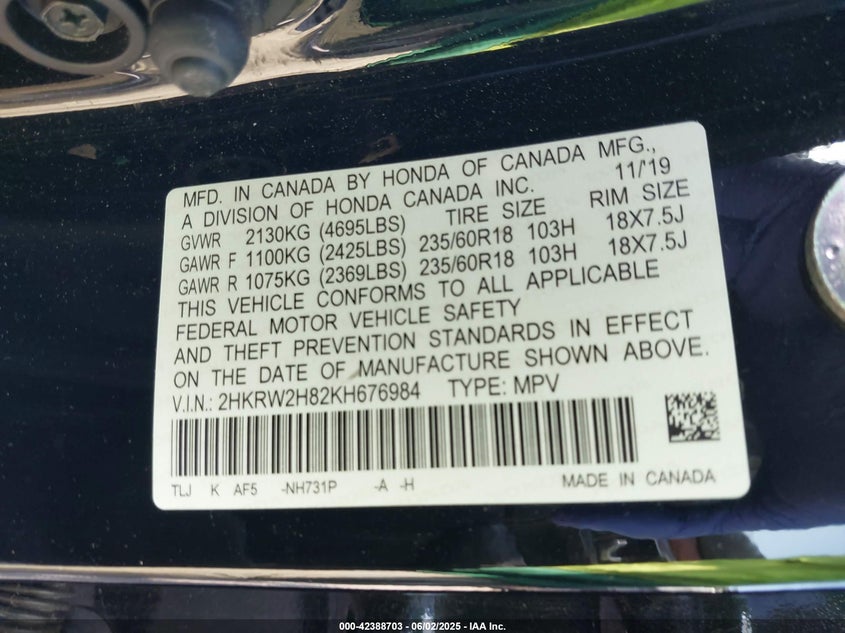 MFD. IN CANADA BY HONDA OF CANADA MFG.,
A DIVISION OF HONDA CANADA INC. 11/'19
GVWR 2130KG (4695LBS) TIRE SIZE RIM SIZE
GAWR F 1100KG (2425LBS) 235/60R18 103H 18X7.5J
GAWR R 1075KG (2369LBS) 235/60R18 103H 18X7.5J
THIS VEHICLE CONFORMS TO ALL APPLICABLE
FEDERAL MOTOR VEHICLE SAFETY
AND THEFT PREVENTION STANDARDS IN EFFECT
ON THE DATE OF MANUFACTURE SHOWN ABOVE.
V.I.N.: 2HKRW2H82KH676984 TYPE: MPV
TLJ K AF5 -NH731P -A -H MADE IN CANADA
000-42388703 - 06/02/2025 - IAA Inc.